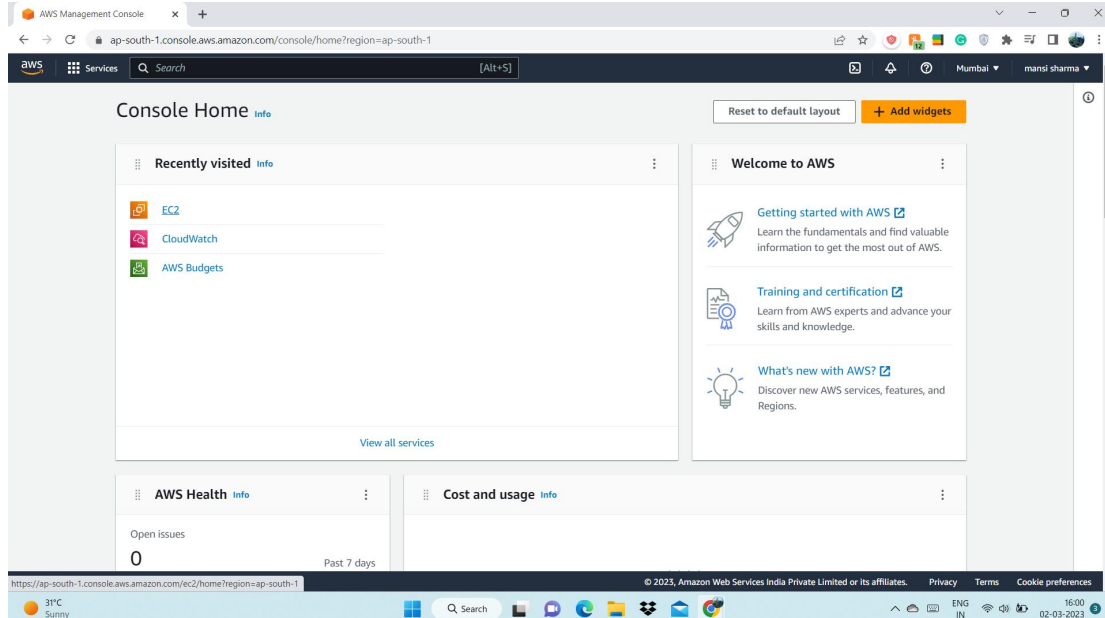 AWS Management Console
ap-south-1.console.aws.amazon.com/console/home?region=ap-south-1
12
aws
Services
Search
[Alt+S]
Mumbai
mansi sharma
Console Home Info
Reset to default layout
+ Add widgets
Recently visited Info
EC2
CloudWatch
AWS Budgets
View all services
Welcome to AWS
Getting started with AWS
Learn the fundamentals and find valuable
information to get the most out of AWS.
Training and certification
Learn from AWS experts and advance your
skills and knowledge.
What's new with AWS?
Discover new AWS services, features, and
Regions.
AWS Health Info
Open issues
0
Past 7 days
Cost and usage Info
https://ap-south-1.console.aws.amazon.com/ec2/home?region=ap-south-1
© 2023, Amazon Web Services India Private Limited or its affiliates.
Privacy
Terms
Cookie preferences
31°C
Sunny
Search
ENG
IN
16:00
02-03-2023
3